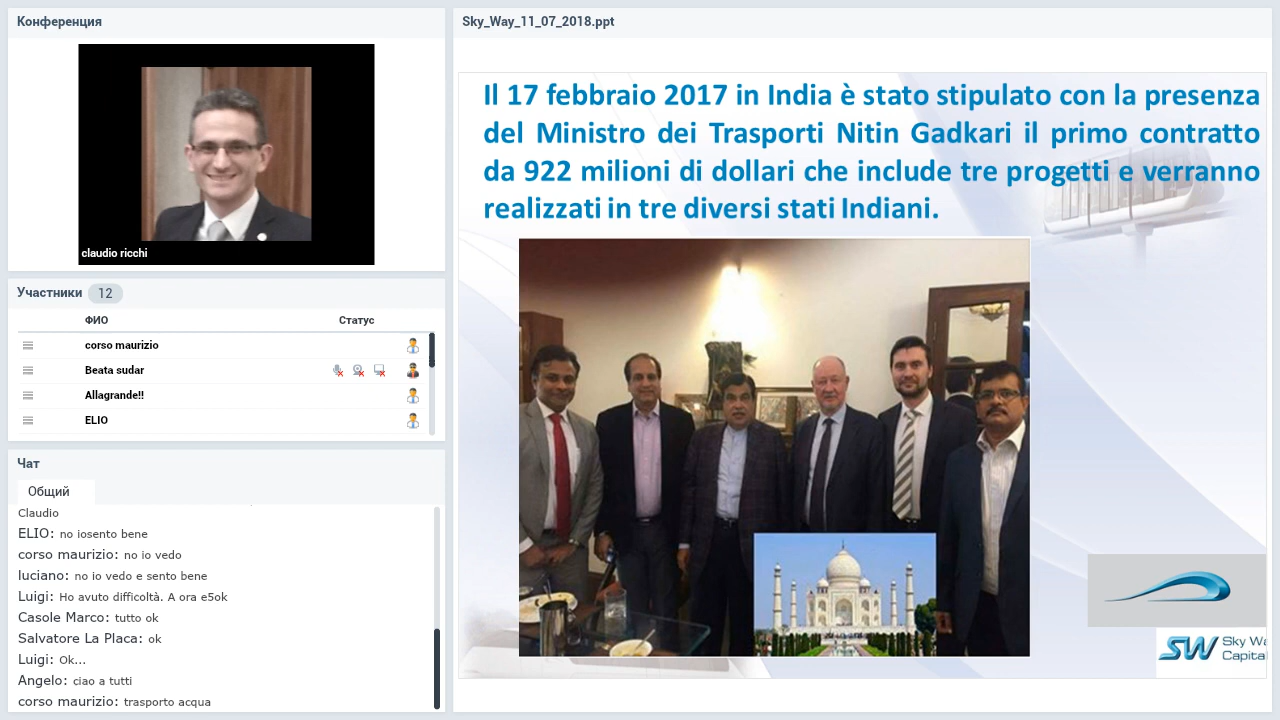 Конференция
claudio ricchi
Участники 12
ФИО Статус
corso maurizio
Beata sudar
Allagrande!!
ELIO
Чат
Общий
Claudio
ELIO: no iosento bene
corso maurizio: no io vedo
luciano: no io vedo e sento bene
Luigi: Ho avuto difficoltà. A ora e5ok
Casole Marco: tutto ok
Salvatore La Placa: ok
Luigi: Ok...
Angelo: ciao a tutti
corso maurizio: trasporto acqua
Sky_Way_11_07_2018.ppt
Il 17 febbraio 2017 in India è stato stipulato con la presenza
del Ministro dei Trasporti Nitin Gadkari il primo contratto
da 922 milioni di dollari che include tre progetti e verranno
realizzati in tre diversi stati Indiani.
SW Sky W
Capital